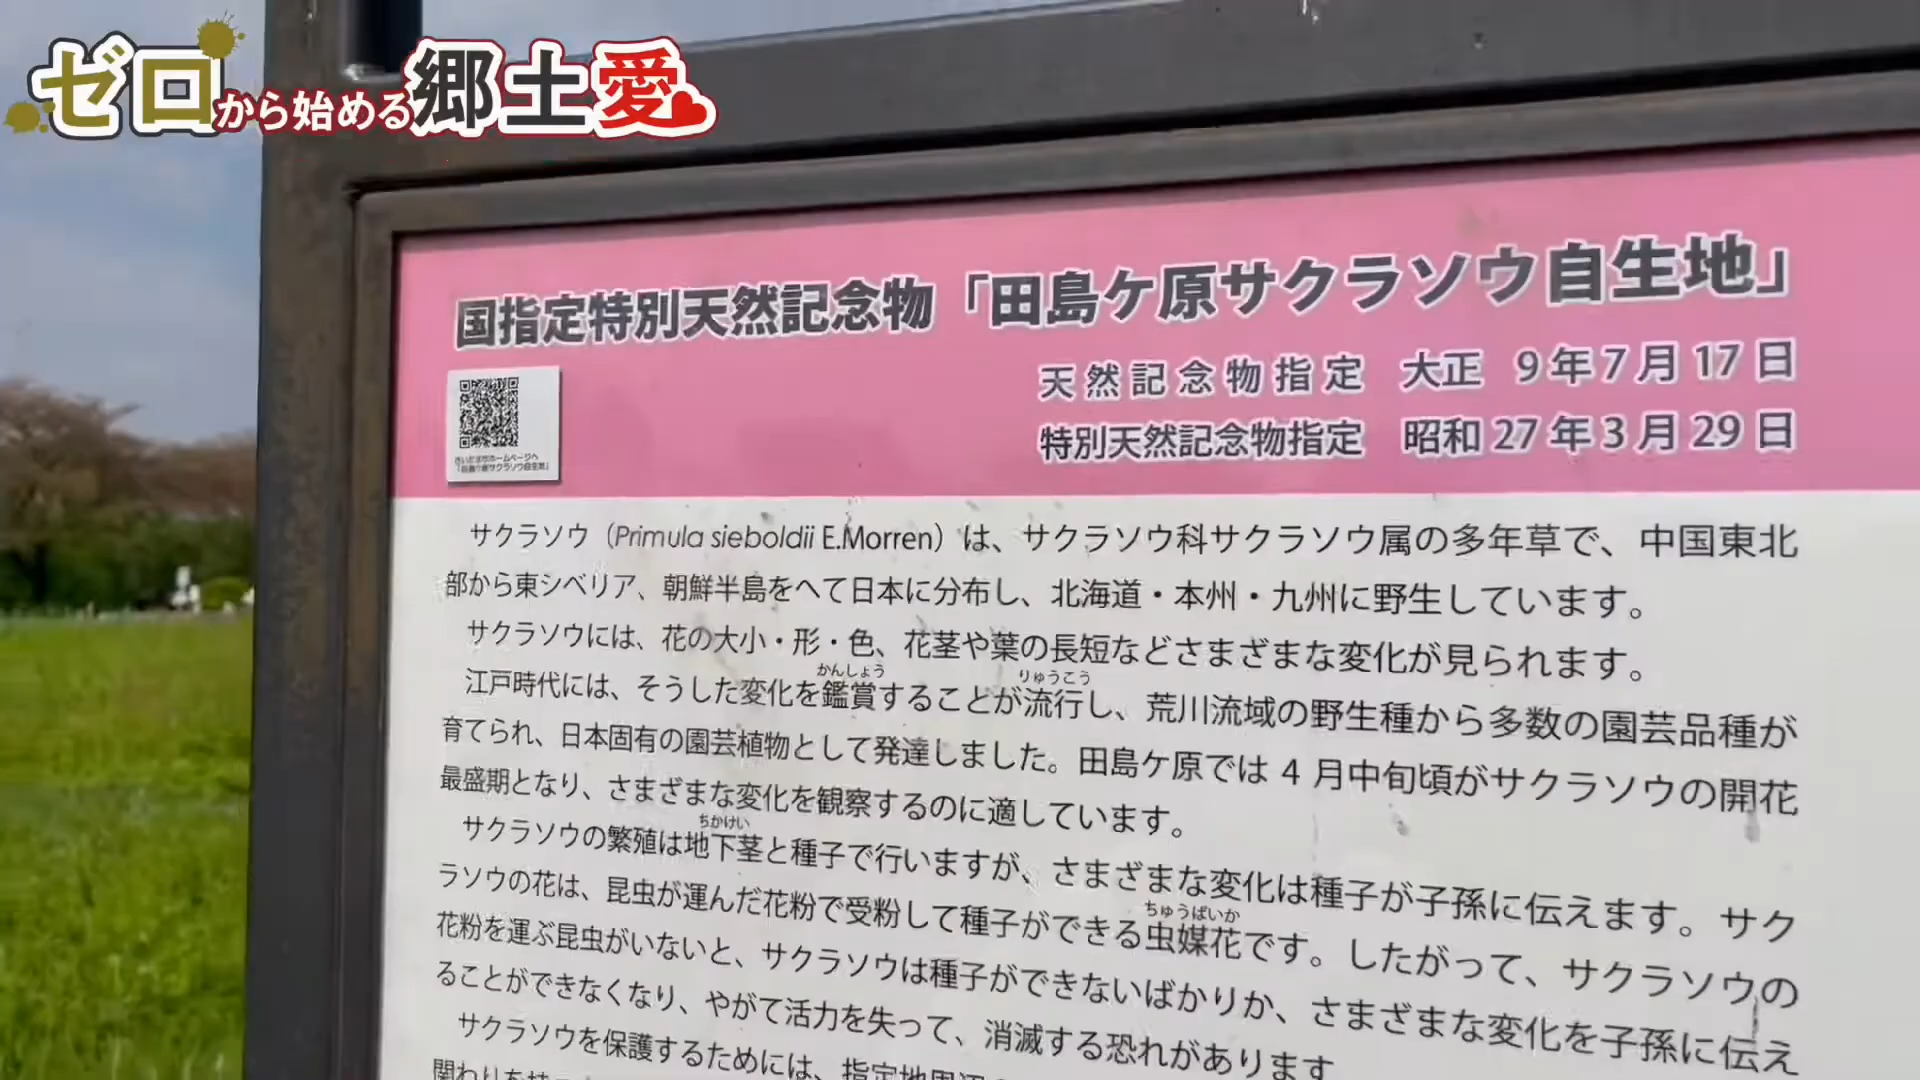 ゼロから始める郷土愛
国指定特別天然記念物「田島ケ原サクラソウ自生地」
天然記念物指定 大正 9年7月17日
特別天然記念物指定 昭和27年3月29日
サクラソウ（Primula sieboldii E.Morren）は、サクラソウ科サクラソウ属の多年草で、中国東北
部から東シベリア、朝鮮半島をへて日本に分布し、北海道・本州・九州に野生しています。
サクラソウには、花の大小・形・色、花茎や葉の長短などさまざまな変化が見られます。
かんしょう りゅうこう
江戸時代には、そうした変化を鑑賞することが流行し、荒川流域の野生種から多数の園芸品種が
育てられ、日本固有の園芸植物として発達しました。田島ケ原では4月中旬頃がサクラソウの開花
最盛期となり、さまざまな変化を観察するのに適しています。
ちかけい
サクラソウの繁殖は地下茎と種子で行いますが、さまざまな変化は種子が子孫に伝えます。サク
ちゅうばいか
ラソウの花は、昆虫が運んだ花粉で受粉して種子ができる虫媒花です。したがって、サクラソウの
花粉を運ぶ昆虫がいないと、サクラソウは種子ができないばかりか、さまざまな変化を子孫に伝え
ることができなくなり、やがて活力を失って、消滅する恐れがあります
サクラソウを保護するためには、指定地周辺